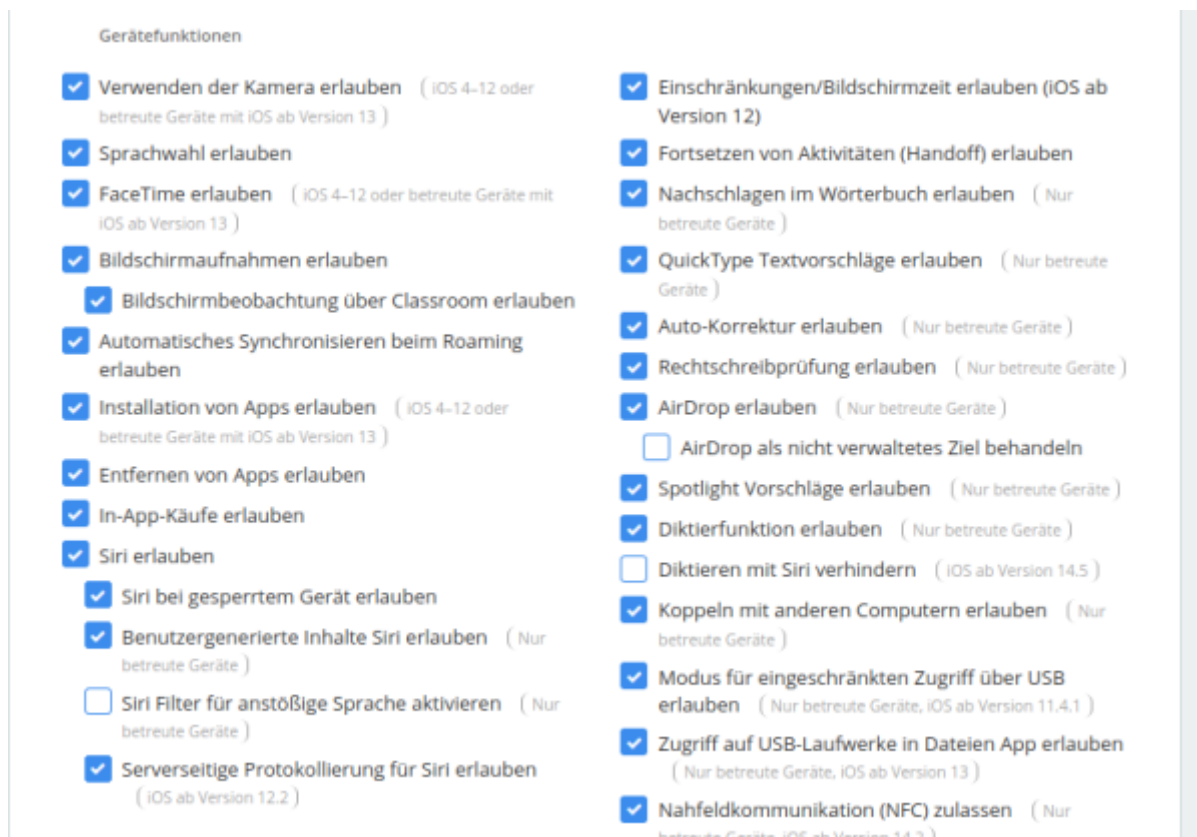 Gerätefunktionen
Verwenden der Kamera erlauben ( iOS 4–12 oder
betreute Geräte mit iOS ab Version 13 )
Sprachwahl erlauben
FaceTime erlauben ( iOS 4–12 oder betreute Geräte mit
iOS ab Version 13 )
Bildschirmaufnahmen erlauben
Bildschirmbeobachtung über Classroom erlauben
Automatisches Synchronisieren beim Roaming
erlauben
Installation von Apps erlauben ( iOS 4–12 oder
betreute Geräte mit iOS ab Version 13 )
Entfernen von Apps erlauben
In-App-Käufe erlauben
Siri erlauben
Siri bei gesperrtem Gerät erlauben
Benutzergenerierte Inhalte Siri erlauben ( Nur
betreute Geräte )
Siri Filter für anstößige Sprache aktivieren ( Nur
betreute Geräte )
Serverseitige Protokollierung für Siri erlauben
( iOS ab Version 12.2 )
Einschränkungen/Bildschirmzeit erlauben (iOS ab
Version 12)
Fortsetzen von Aktivitäten (Handoff) erlauben
Nachschlagen im Wörterbuch erlauben ( Nur
betreute Geräte )
QuickType Textvorschläge erlauben ( Nur betreute
Geräte )
Auto-Korrektur erlauben ( Nur betreute Geräte )
Rechtschreibprüfung erlauben ( Nur betreute Geräte )
AirDrop erlauben ( Nur betreute Geräte )
AirDrop als nicht verwaltetes Ziel behandeln
Spotlight Vorschläge erlauben ( Nur betreute Geräte )
Diktierfunktion erlauben ( Nur betreute Geräte )
Diktieren mit Siri verhindern ( iOS ab Version 14.5 )
Koppeln mit anderen Computern erlauben ( Nur
betreute Geräte )
Modus für eingeschränkten Zugriff über USB
erlauben ( Nur betreute Geräte, iOS ab Version 11.4.1 )
Zugriff auf USB-Laufwerke in Dateien App erlauben
( Nur betreute Geräte, iOS ab Version 13 )
Nahfeldkommunikation (NFC) zulassen ( Nur
betreute Geräte, iOS ab Version 14.2 )